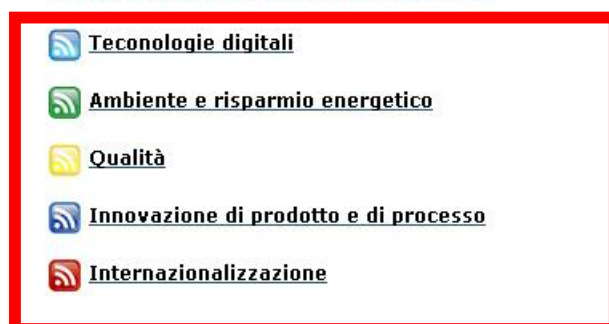 Teconologie digitali
Ambiente e risparmio energetico
Qualità
Innovazione di prodotto e di processo
Internazionalizzazione